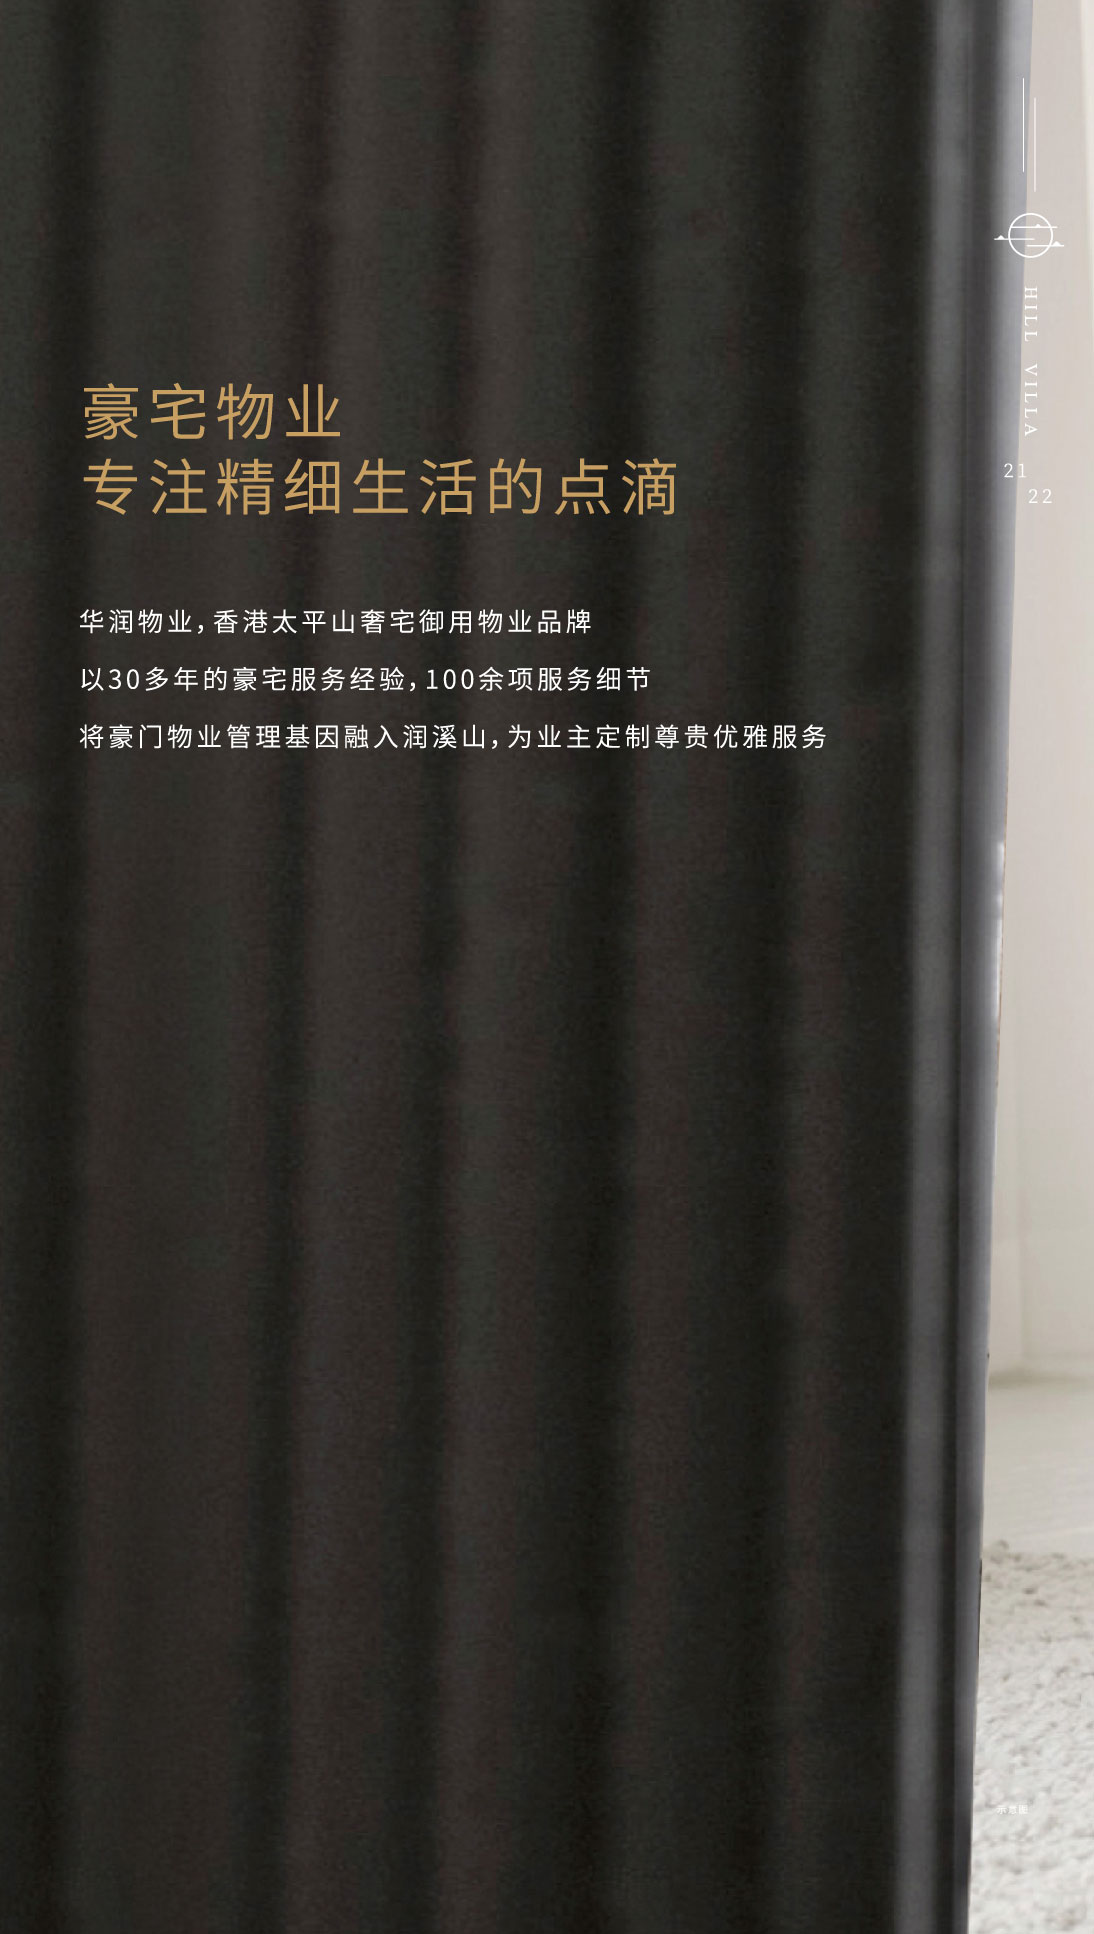 豪宅物业
专注精细生活的点滴
华润物业，香港太平山奢宅御用物业品牌
以30多年的豪宅服务经验，100余项服务细节
将豪门物业管理基因融入润溪山，为业主定制尊贵优雅服务
HILL VILLA
21
22
示意图